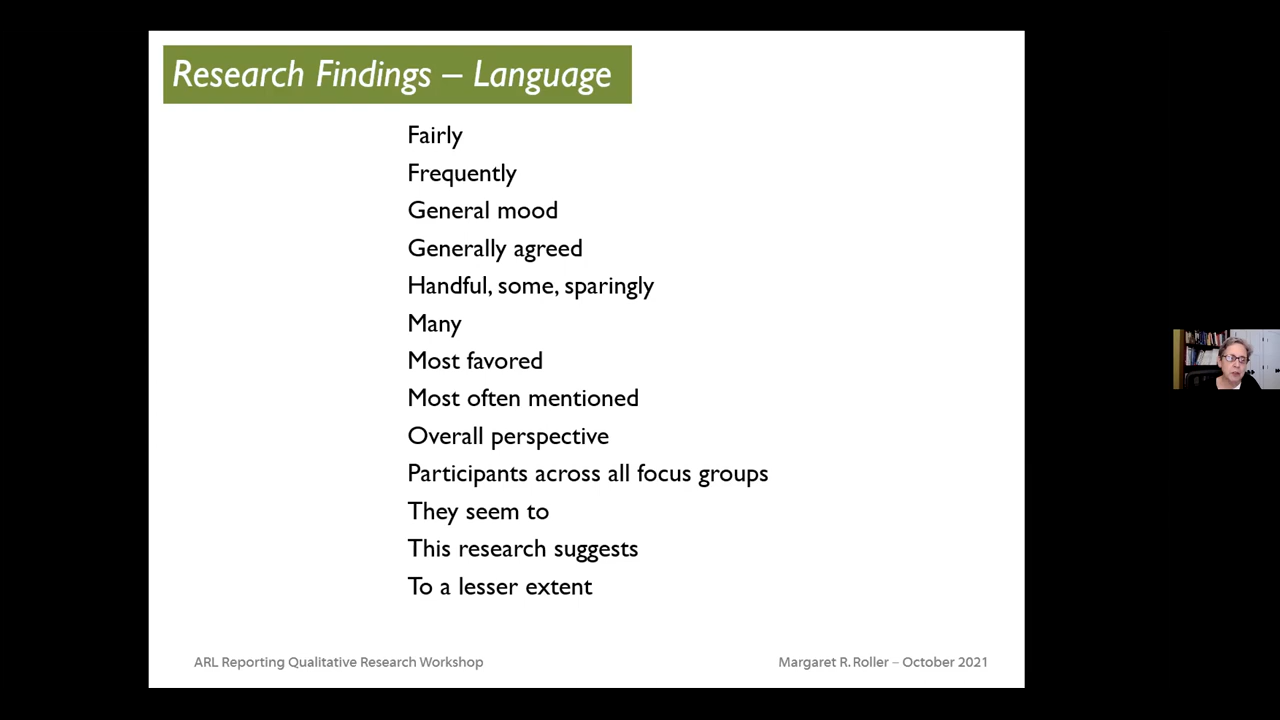 Research Findings – Language
Fairly
Frequently
General mood
Generally agreed
Handful, some, sparingly
Many
Most favored
Most often mentioned
Overall perspective
Participants across all focus groups
They seem to
This research suggests
To a lesser extent
ARL Reporting Qualitative Research Workshop
Margaret R. Roller – October 2021